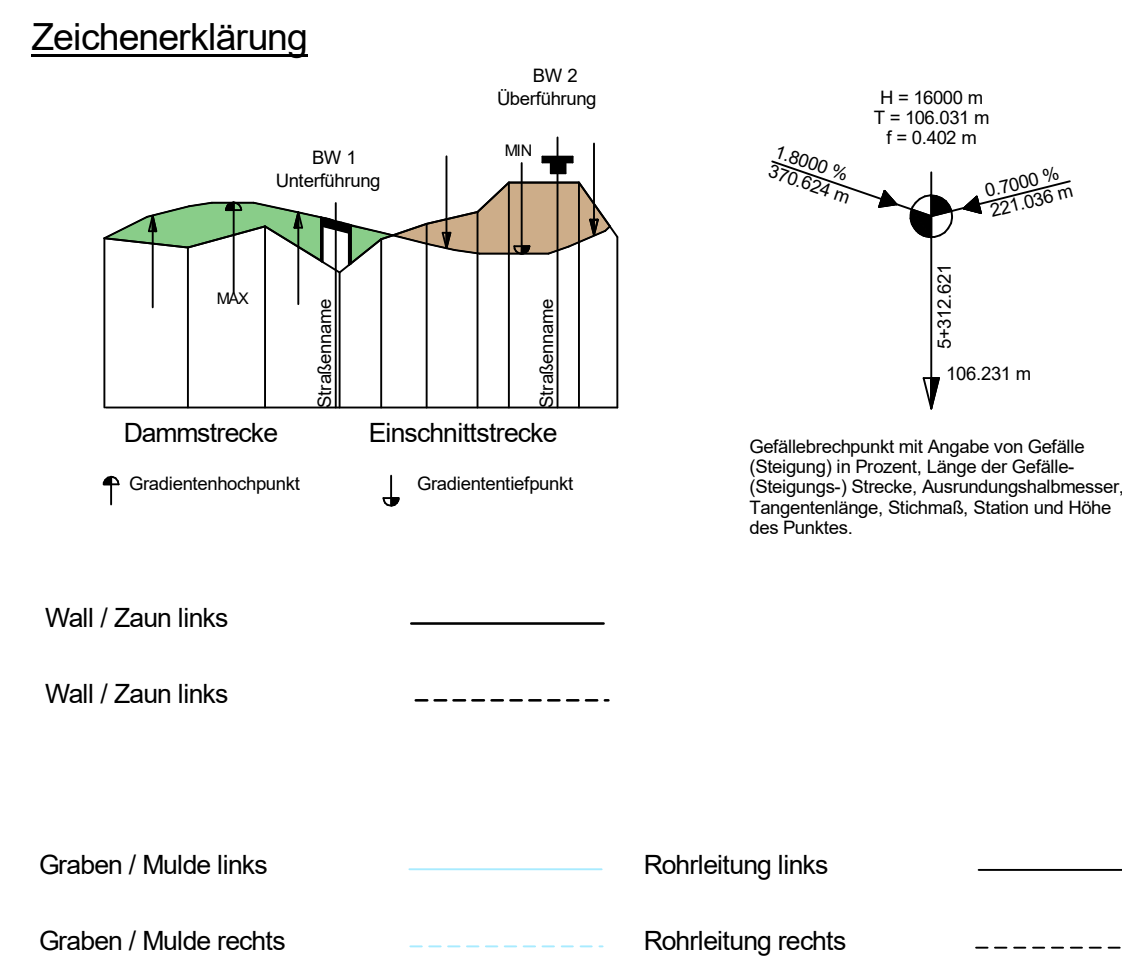 Zeichenerklärung
BW 2
Überführung
BW 1
Unterführung
MIN
MAX
Straßenname
Straßenname
Dammstrecke
Einschnittstrecke
Gradientenhochpunkt
Gradiententiefpunkt
H = 16000 m
T = 106.031 m
f = 0.402 m
1.8000 %
370.624 m
0.7000 %
221.036 m
5+312.621
106.231 m
Gefällebrechpunkt mit Angabe von Gefälle
(Steigung) in Prozent, Länge der Gefälle-
(Steigungs-) Strecke, Ausrundungshalbmesser,
Tangentenlänge, Stichmaß, Station und Höhe
des Punktes.
Wall / Zaun links
Wall / Zaun links
Graben / Mulde links
Rohrleitung links
Graben / Mulde rechts
Rohrleitung rechts